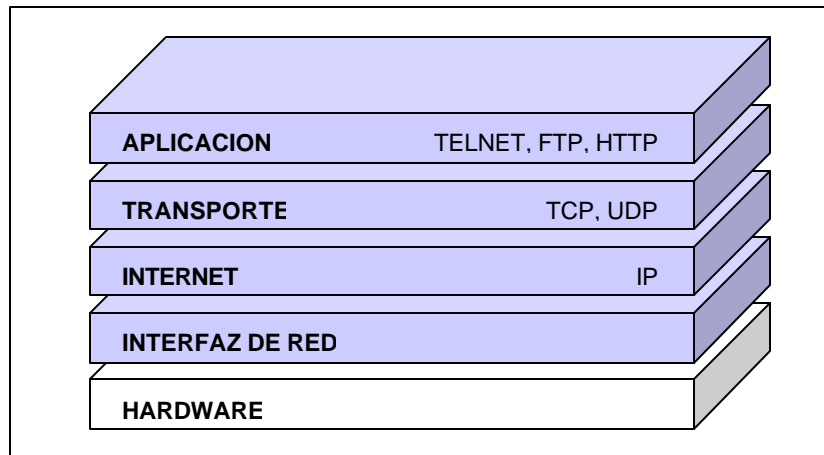 APLICACION TELNET, FTP, HTTP
TRANSPORTE TCP, UDP
INTERNET IP
INTERFAZ DE RED
HARDWARE